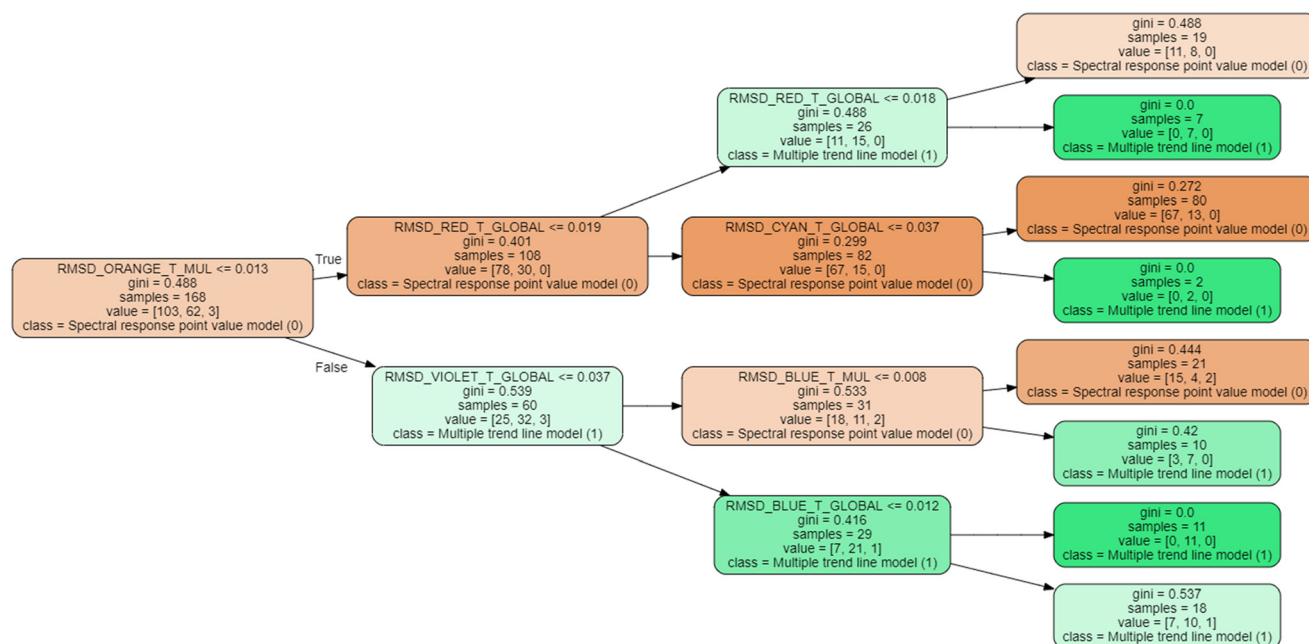 RMSD_ORANGE_T_MUL <= 0.013
gini = 0.488
samples = 168
value = [103, 62, 3]
class = Spectral response point value model (0)
True
False
RMSD_RED_T_GLOBAL <= 0.019
gini = 0.401
samples = 108
value = [78, 30, 0]
class = Spectral response point value model (0)
RMSD_VIOLET_T_GLOBAL <= 0.037
gini = 0.539
samples = 60
value = [25, 32, 3]
class = Multiple trend line model (1)
RMSD_RED_T_GLOBAL <= 0.018
gini = 0.488
samples = 26
value = [11, 15, 0]
class = Multiple trend line model (1)
RMSD_CYAN_T_GLOBAL <= 0.037
gini = 0.299
samples = 82
value = [67, 15, 0]
class = Spectral response point value model (0)
RMSD_BLUE_T_MUL <= 0.008
gini = 0.533
samples = 31
value = [18, 11, 2]
class = Spectral response point value model (0)
RMSD_BLUE_T_GLOBAL <= 0.012
gini = 0.416
samples = 29
value = [7, 21, 1]
class = Multiple trend line model (1)
gini = 0.488
samples = 19
value = [11, 8, 0]
class = Spectral response point value model (0)
gini = 0.0
samples = 7
value = [0, 7, 0]
class = Multiple trend line model (1)
gini = 0.272
samples = 80
value = [67, 13, 0]
class = Spectral response point value model (0)
gini = 0.0
samples = 2
value = [0, 2, 0]
class = Multiple trend line model (1)
gini = 0.444
samples = 21
value = [15, 4, 2]
class = Spectral response point value model (0)
gini = 0.42
samples = 10
value = [3, 7, 0]
class = Multiple trend line model (1)
gini = 0.0
samples = 11
value = [0, 11, 0]
class = Multiple trend line model (1)
gini = 0.537
samples = 18
value = [7, 10, 1]
class = Multiple trend line model (1)